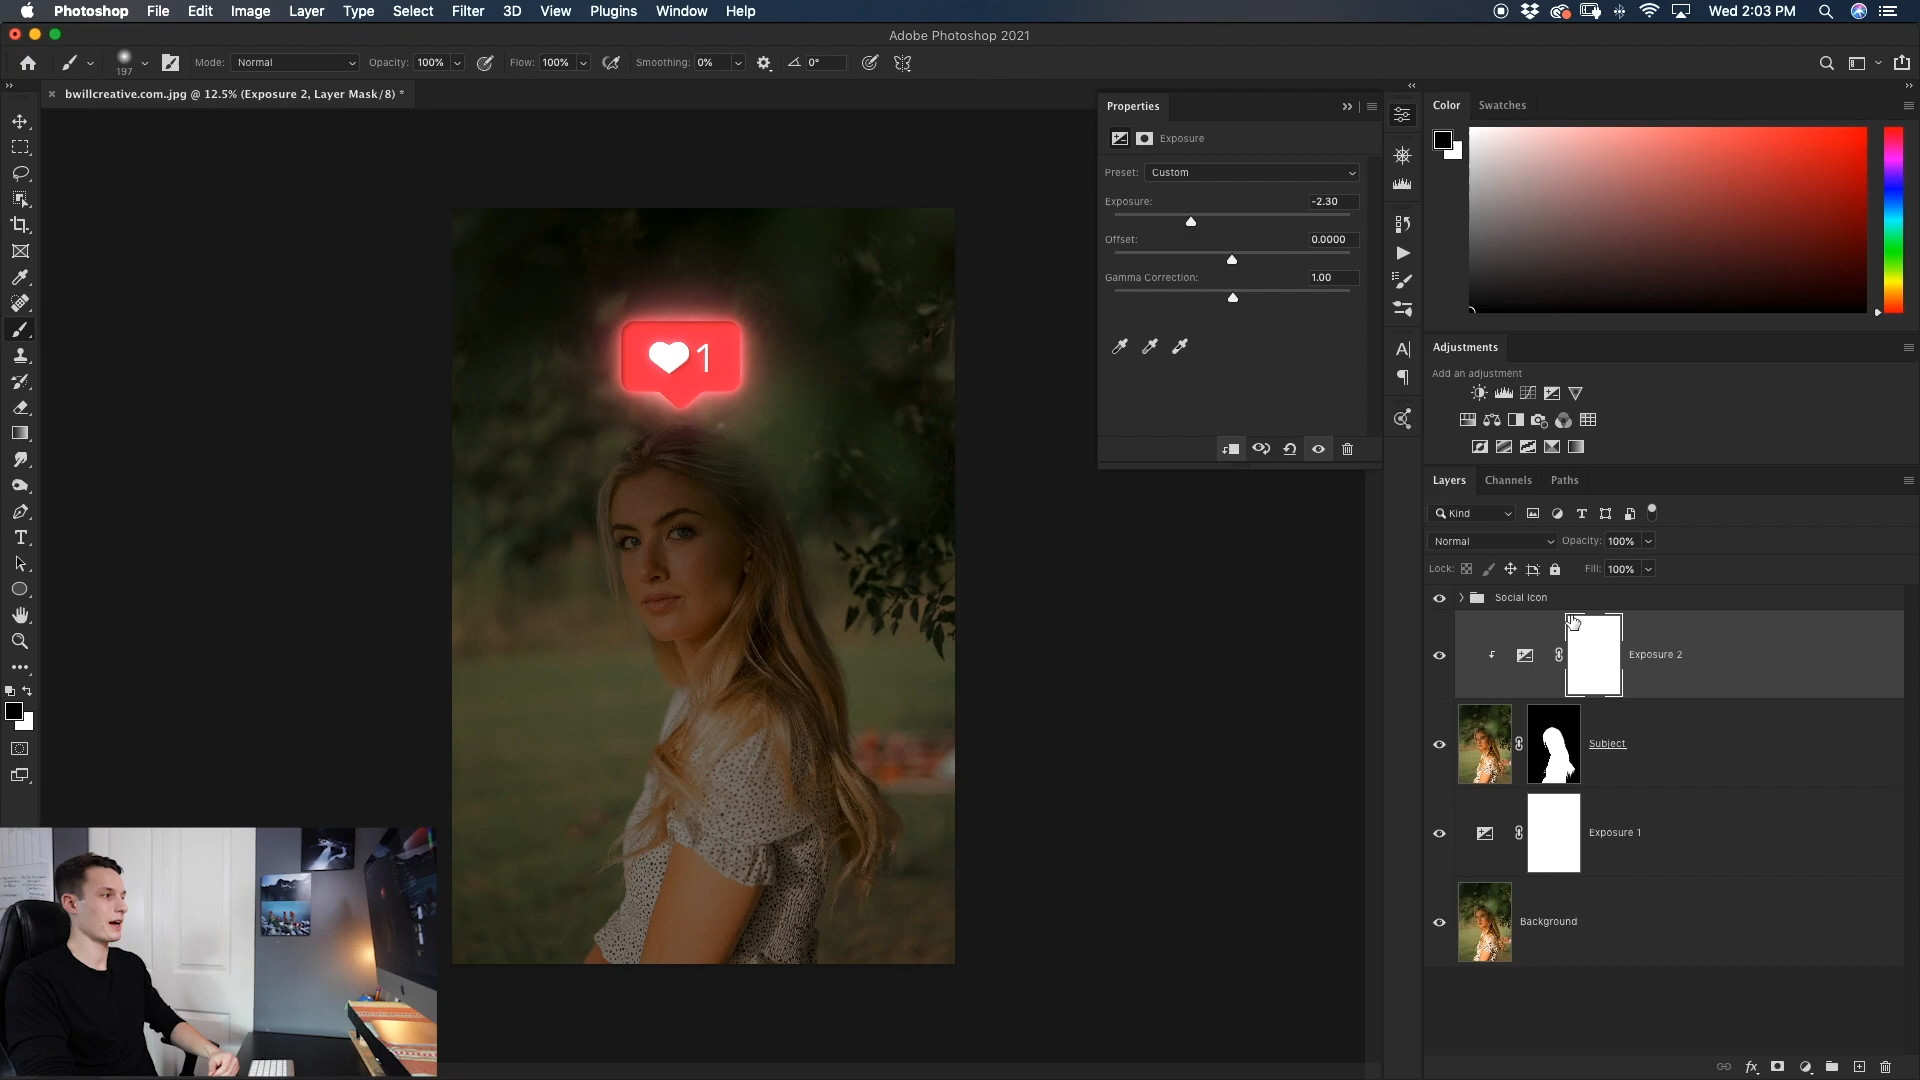 Photoshop File Edit Image Layer Type Select Filter 3D View Plugins Window Help Wed 2:03 PM
Adobe Photoshop 2021
197 Mode: Normal Opacity: 100% Flow: 100% Smoothing: 0% 0°
bwillcreative.com..jpg @ 12.5% (Exposure 2, Layer Mask/8) *
Properties
Exposure
Preset: Custom
Exposure: -2.30
Offset: 0.0000
Gamma Correction: 1.00
1
Color Swatches
Adjustments
Add an adjustment
Layers Channels Paths
Kind
Normal Opacity: 100%
Lock: Fill: 100%
Social Icon
Exposure 2
Subject
Exposure 1
Background